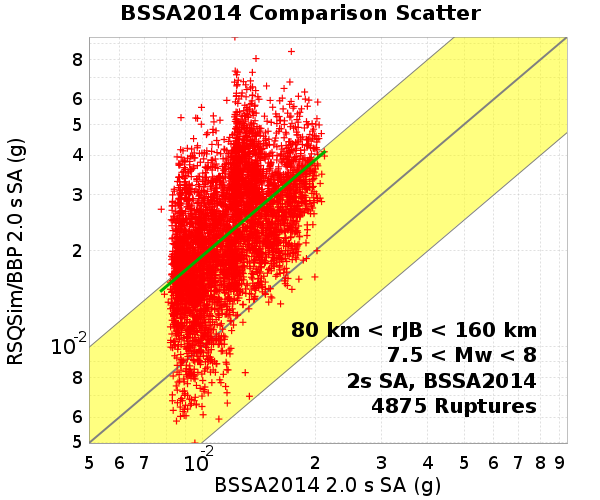 BSSA2014 Comparison Scatter
RSQSim/BBP 2.0 s SA (g)
8
6
5
4
3
2
10-2
8
6
5
80 km < rJB < 160 km
7.5 < Mw < 8
2s SA, BSSA2014
4875 Ruptures
5 6 7 10-2 2 3 4 5 6 7 8 9
BSSA2014 2.0 s SA (g)